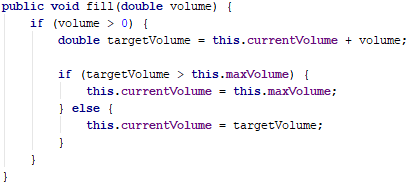 public void fill(double volume) {
    if (volume > 0) {
        double targetVolume = this.currentVolume + volume;

        if (targetVolume > this.maxVolume) {
            this.currentVolume = this.maxVolume;
        } else {
            this.currentVolume = targetVolume;
        }
    }
}